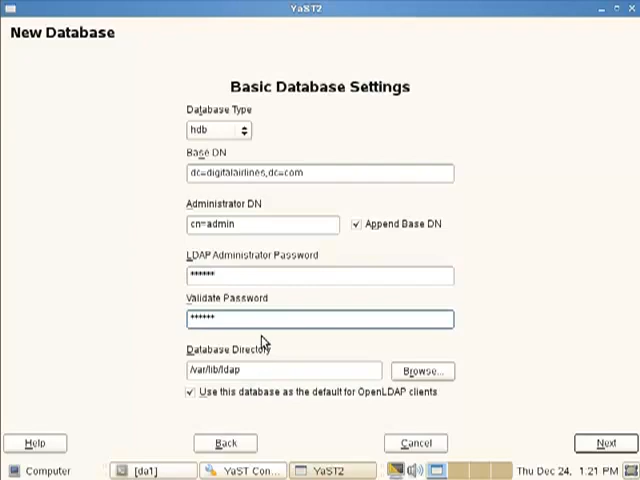 YaST2
New Database
Basic Database Settings
Database Type
hdb
Base DN
dc=digitalairlines,dc=com
Administrator DN
cn=admin
Append Base DN
LDAP Administrator Password
******
Validate Password
******
Database Directory
/var/lib/ldap
Browse...
Use this database as the default for OpenLDAP clients
Help
Back
Cancel
Next
Computer
[da1]
YaST Con...
YaST2
Thu Dec 24, 1:21 PM